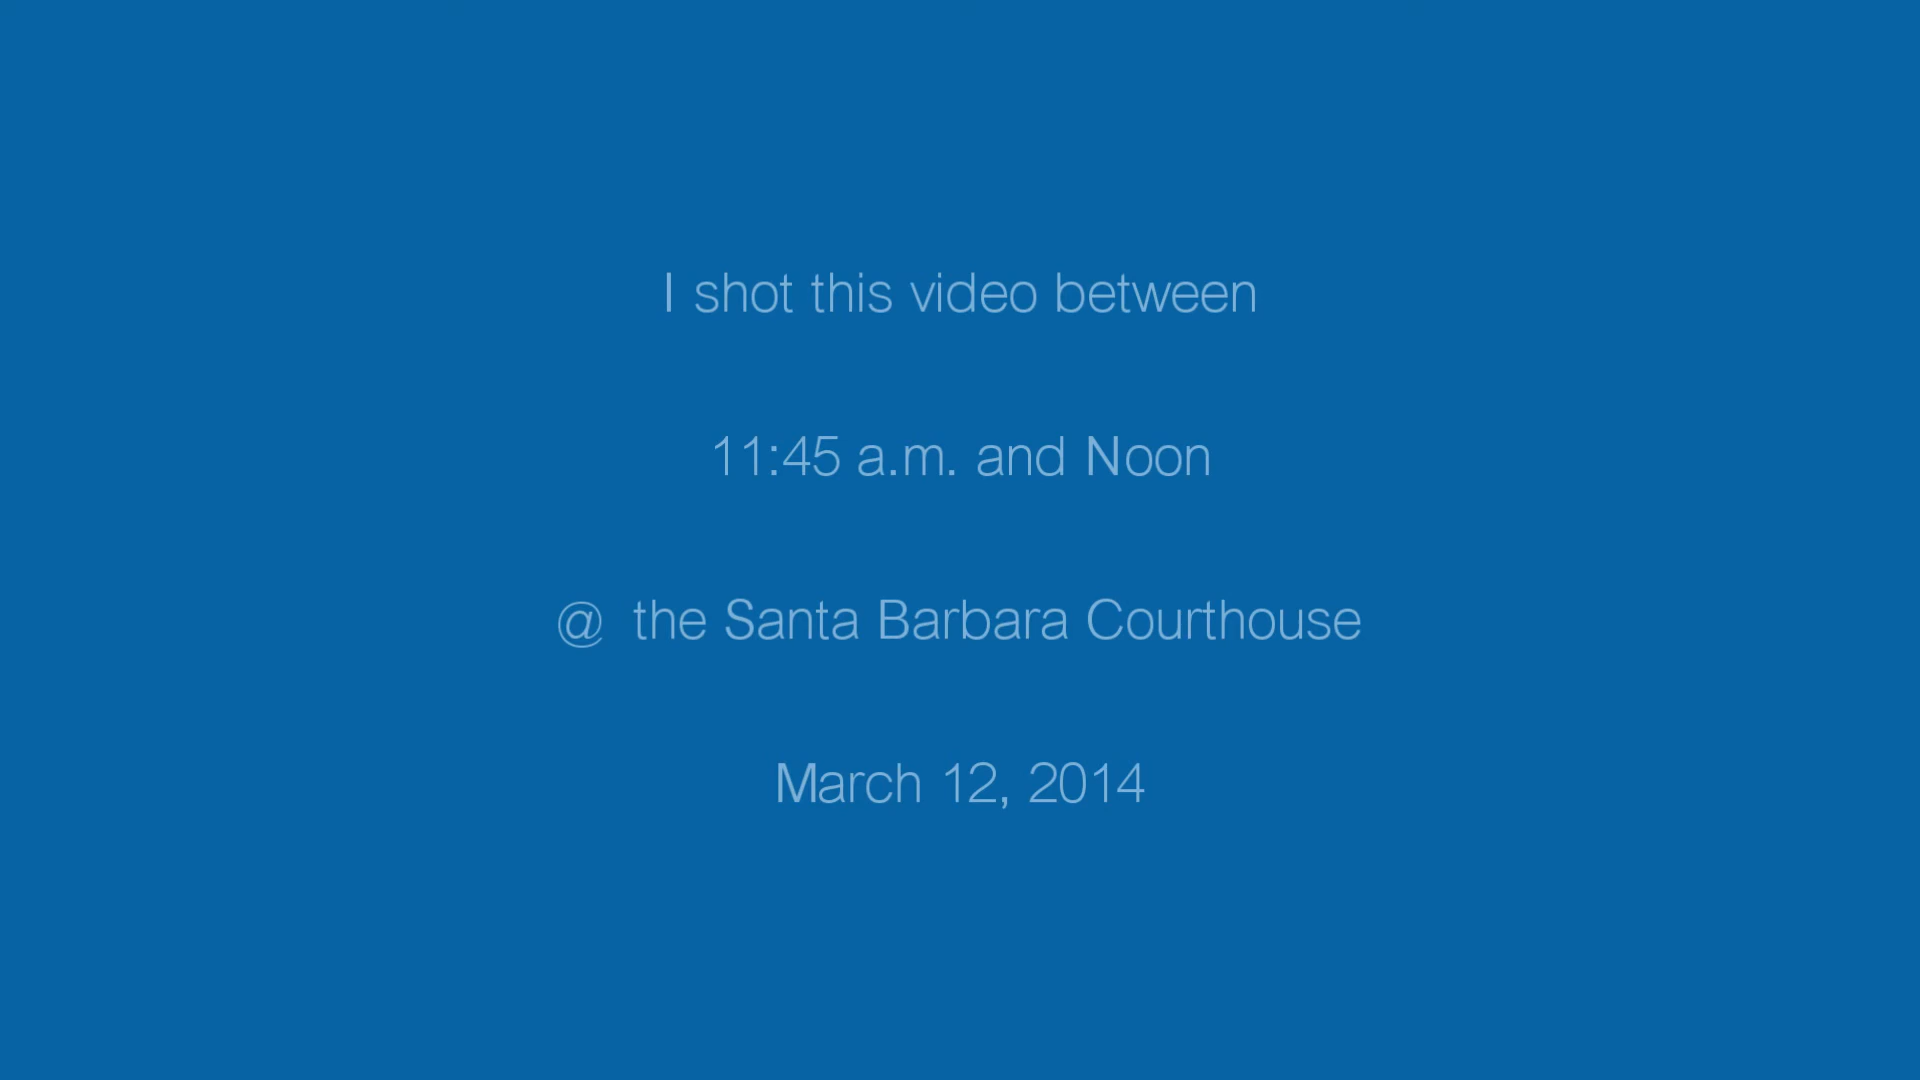 I shot this video between
11:45 a.m. and Noon
@ the Santa Barbara Courthouse
March 12, 2014